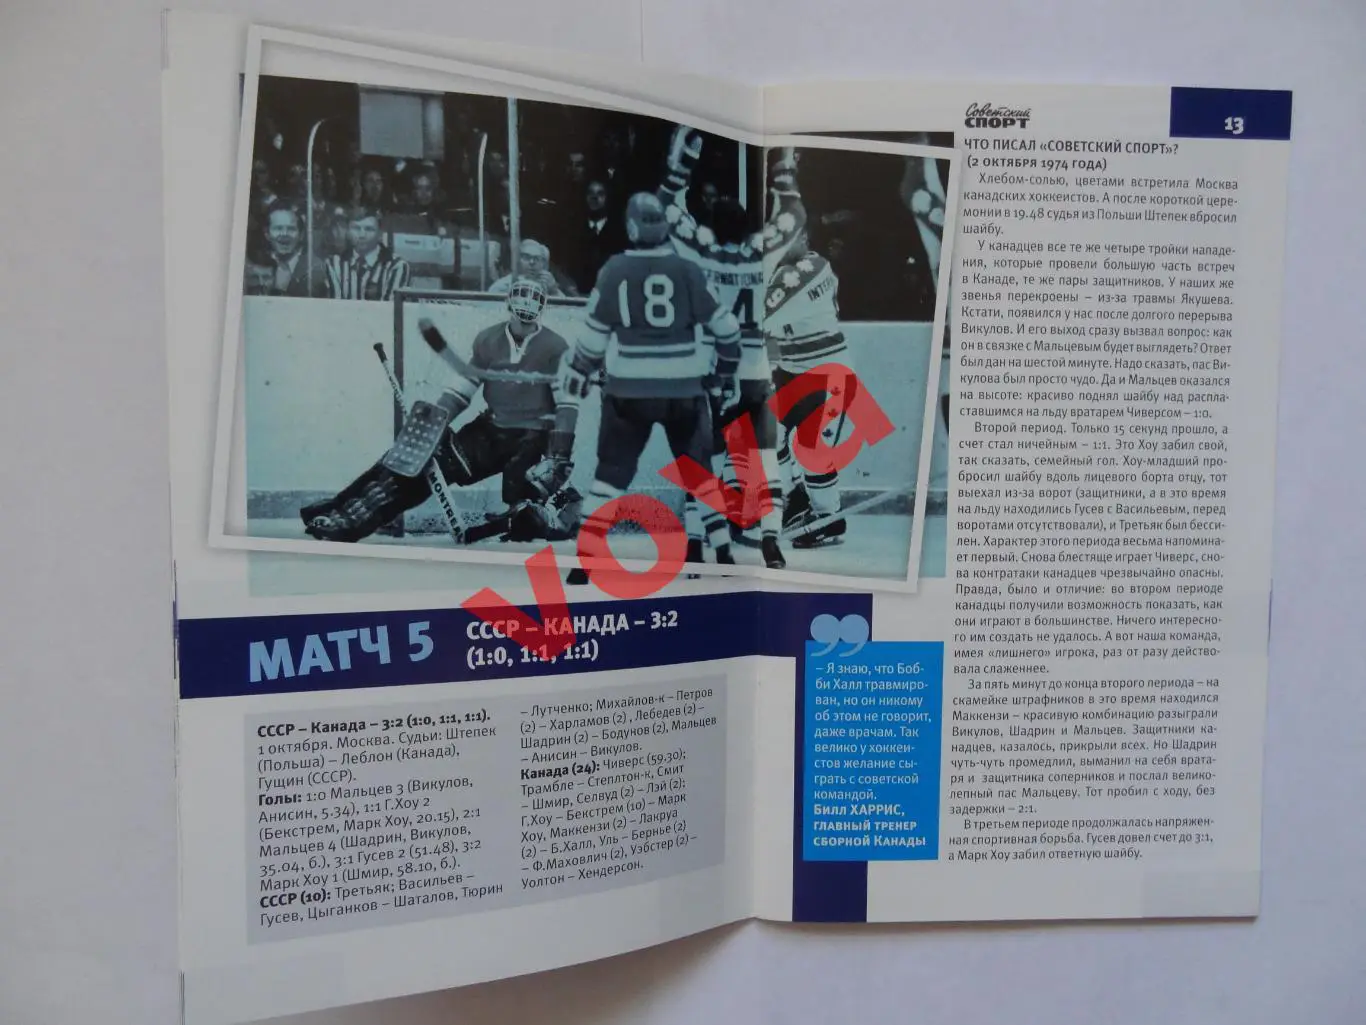 18
INTERNATIONAL
4
INTER
MONTREAL
vova
МАТЧ 5
СССР – КАНАДА – 3:2
(1:0, 1:1, 1:1)
СССР – Канада – 3:2 (1:0, 1:1, 1:1).
1 октября. Москва. Судьи: Штепек
(Польша) – Леблон (Канада),
Гущин (СССР).
Голы: 1:0 Мальцев 3 (Викулов,
Анисин, 5.34), 1:1 Г.Хоу 2
(Бекстрем, Марк Хоу, 20.15), 2:1
Мальцев 4 (Шадрин, Викулов,
35.04, б.), 3:1 Гусев 2 (51.48), 3:2
Марк Хоу 1 (Шмир, 58.10, б.).
СССР (10): Третьяк; Васильев –
Гусев, Цыганков – Шаталов, Тюрин
– Лутченко; Михайлов-к – Петров
(2) – Харламов (2), Лебедев (2) –
Шадрин (2) – Бодунов (2), Мальцев
– Анисин – Викулов.
Канада (24): Чиверс (59.30);
Трамбле – Степлтон-к, Смит
– Шмир, Селвуд (2) – Лэй (2);
Г.Хоу – Бекстрем (10) – Марк
Хоу, Маккензи (2) – Лакруа
(2) – Б.Халл, Уль – Бернье (2)
– Ф.Махович (2), Уэбстер (2) –
Уолтон – Хендерсон.
– Я знаю, что Боб-
би Халл травмиро-
ван, но он никому
об этом не говорит,
даже врачам. Так
велико у хоккеи-
стов желание сы-
грать с советской
командой.
Билл ХАРРИС,
главный тренер
сборной Канады
Советский
СПОРТ
13
ЧТО ПИСАЛ «СОВЕТСКИЙ СПОРТ»?
(2 ОКТЯБРЯ 1974 ГОДА)
Хлебом-солью, цветами встретила Москва
канадских хоккеистов. А после короткой цере-
монии в 19.48 судья из Польши Штепек вбросил
шайбу.
У канадцев все те же четыре тройки нападе-
ния, которые провели большую часть встреч
в Канаде, те же пары защитников. У наших же
звенья перекроены – из-за травмы Якушева.
Кстати, появился у нас после долгого перерыва
Викулов. И его выход сразу вызвал вопрос: как
он в связке с Мальцевым будет выглядеть? Ответ
был дан на шестой минуте. Надо сказать, пас Ви-
кулова был просто чудо. Да и Мальцев оказался
на высоте: красиво поднял шайбу над распла-
ставшимся на льду вратарем Чиверсом – 1:0.
Второй период. Только 15 секунд прошло, а
счет стал ничейным – 1:1. Это Хоу забил свой,
так сказать, семейный гол. Хоу-младший про-
бросил шайбу вдоль лицевого борта отцу, тот
выехал из-за ворот (защитники, а в это время
на льду Гусев с Васильевым, перед
воротами отсутствовали), и Третьяк был бесси-
лен. Характер этого периода весьма напомина-
ет первый. Снова блестяще играет Чиверс, сно-
ва контратаки канадцев чрезвычайно опасны.
Правда, было и отличие: во втором периоде
канадцы получили возможность показать, как
они играют в большинстве. Ничего интересно-
го им создать не удалось. А вот наша команда,
имея «лишнего» игрока, раз от разу действо-
вала слаженнее.
За пять минут до конца второго периода – на
скамейке штрафников в это время находился
Маккензи – красивую комбинацию разыграли
Викулов, Шадрин и Мальцев. Защитники ка-
надцев, казалось, прикрыли всех. Но Шадрин
чуть-чуть промедлил, выманил на себя врата-
ря и защитника соперников и послал велико-
лепный пас Мальцеву. Тот пробил с ходу, без
задержки – 2:1.
В третьем периоде продолжалась напряжен-
ная спортивная борьба. Гусев довел счет до 3:1,
а Марк Хоу забил ответную шайбу.